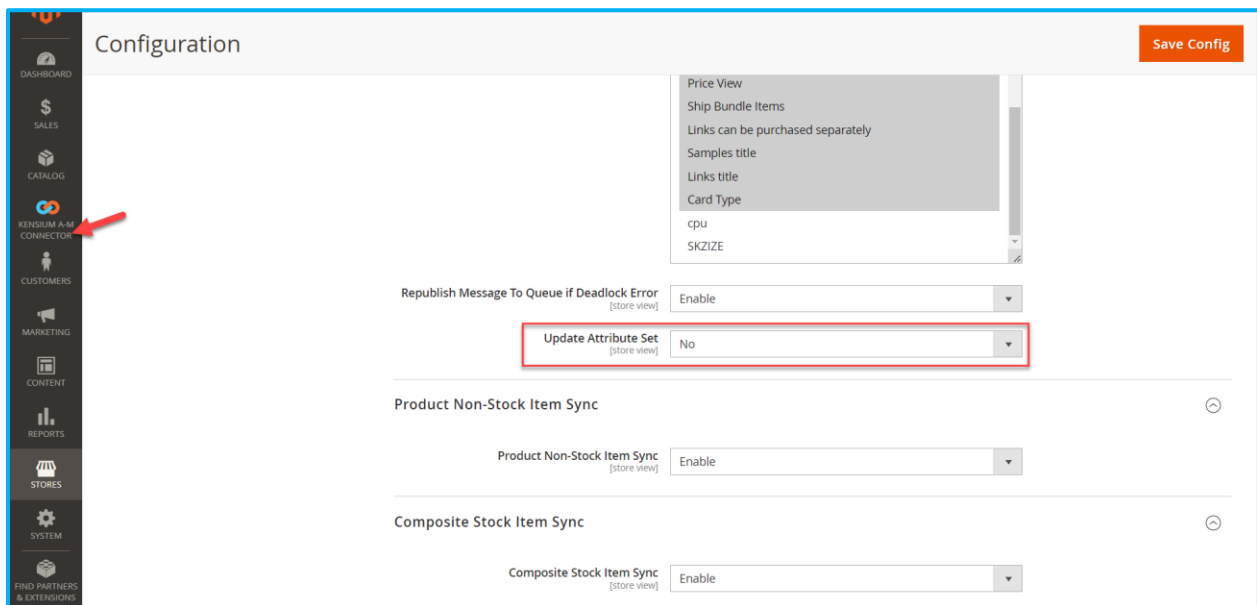 Configuration
Save Config
DASHBOARD
$
SALES
CATALOG
KENSIUM A-M
CONNECTOR
CUSTOMERS
MARKETING
CONTENT
REPORTS
STORES
SYSTEM
FIND PARTNERS
& EXTENSIONS
Price View
Ship Bundle Items
Links can be purchased separately
Samples title
Links title
Card Type
cpu
SKZIZE
Republish Message To Queue if Deadlock Error
[store view]
Enable
Update Attribute Set
[store view]
No
Product Non-Stock Item Sync
Product Non-Stock Item Sync
[store view]
Enable
Composite Stock Item Sync
Composite Stock Item Sync
[store view]
Enable